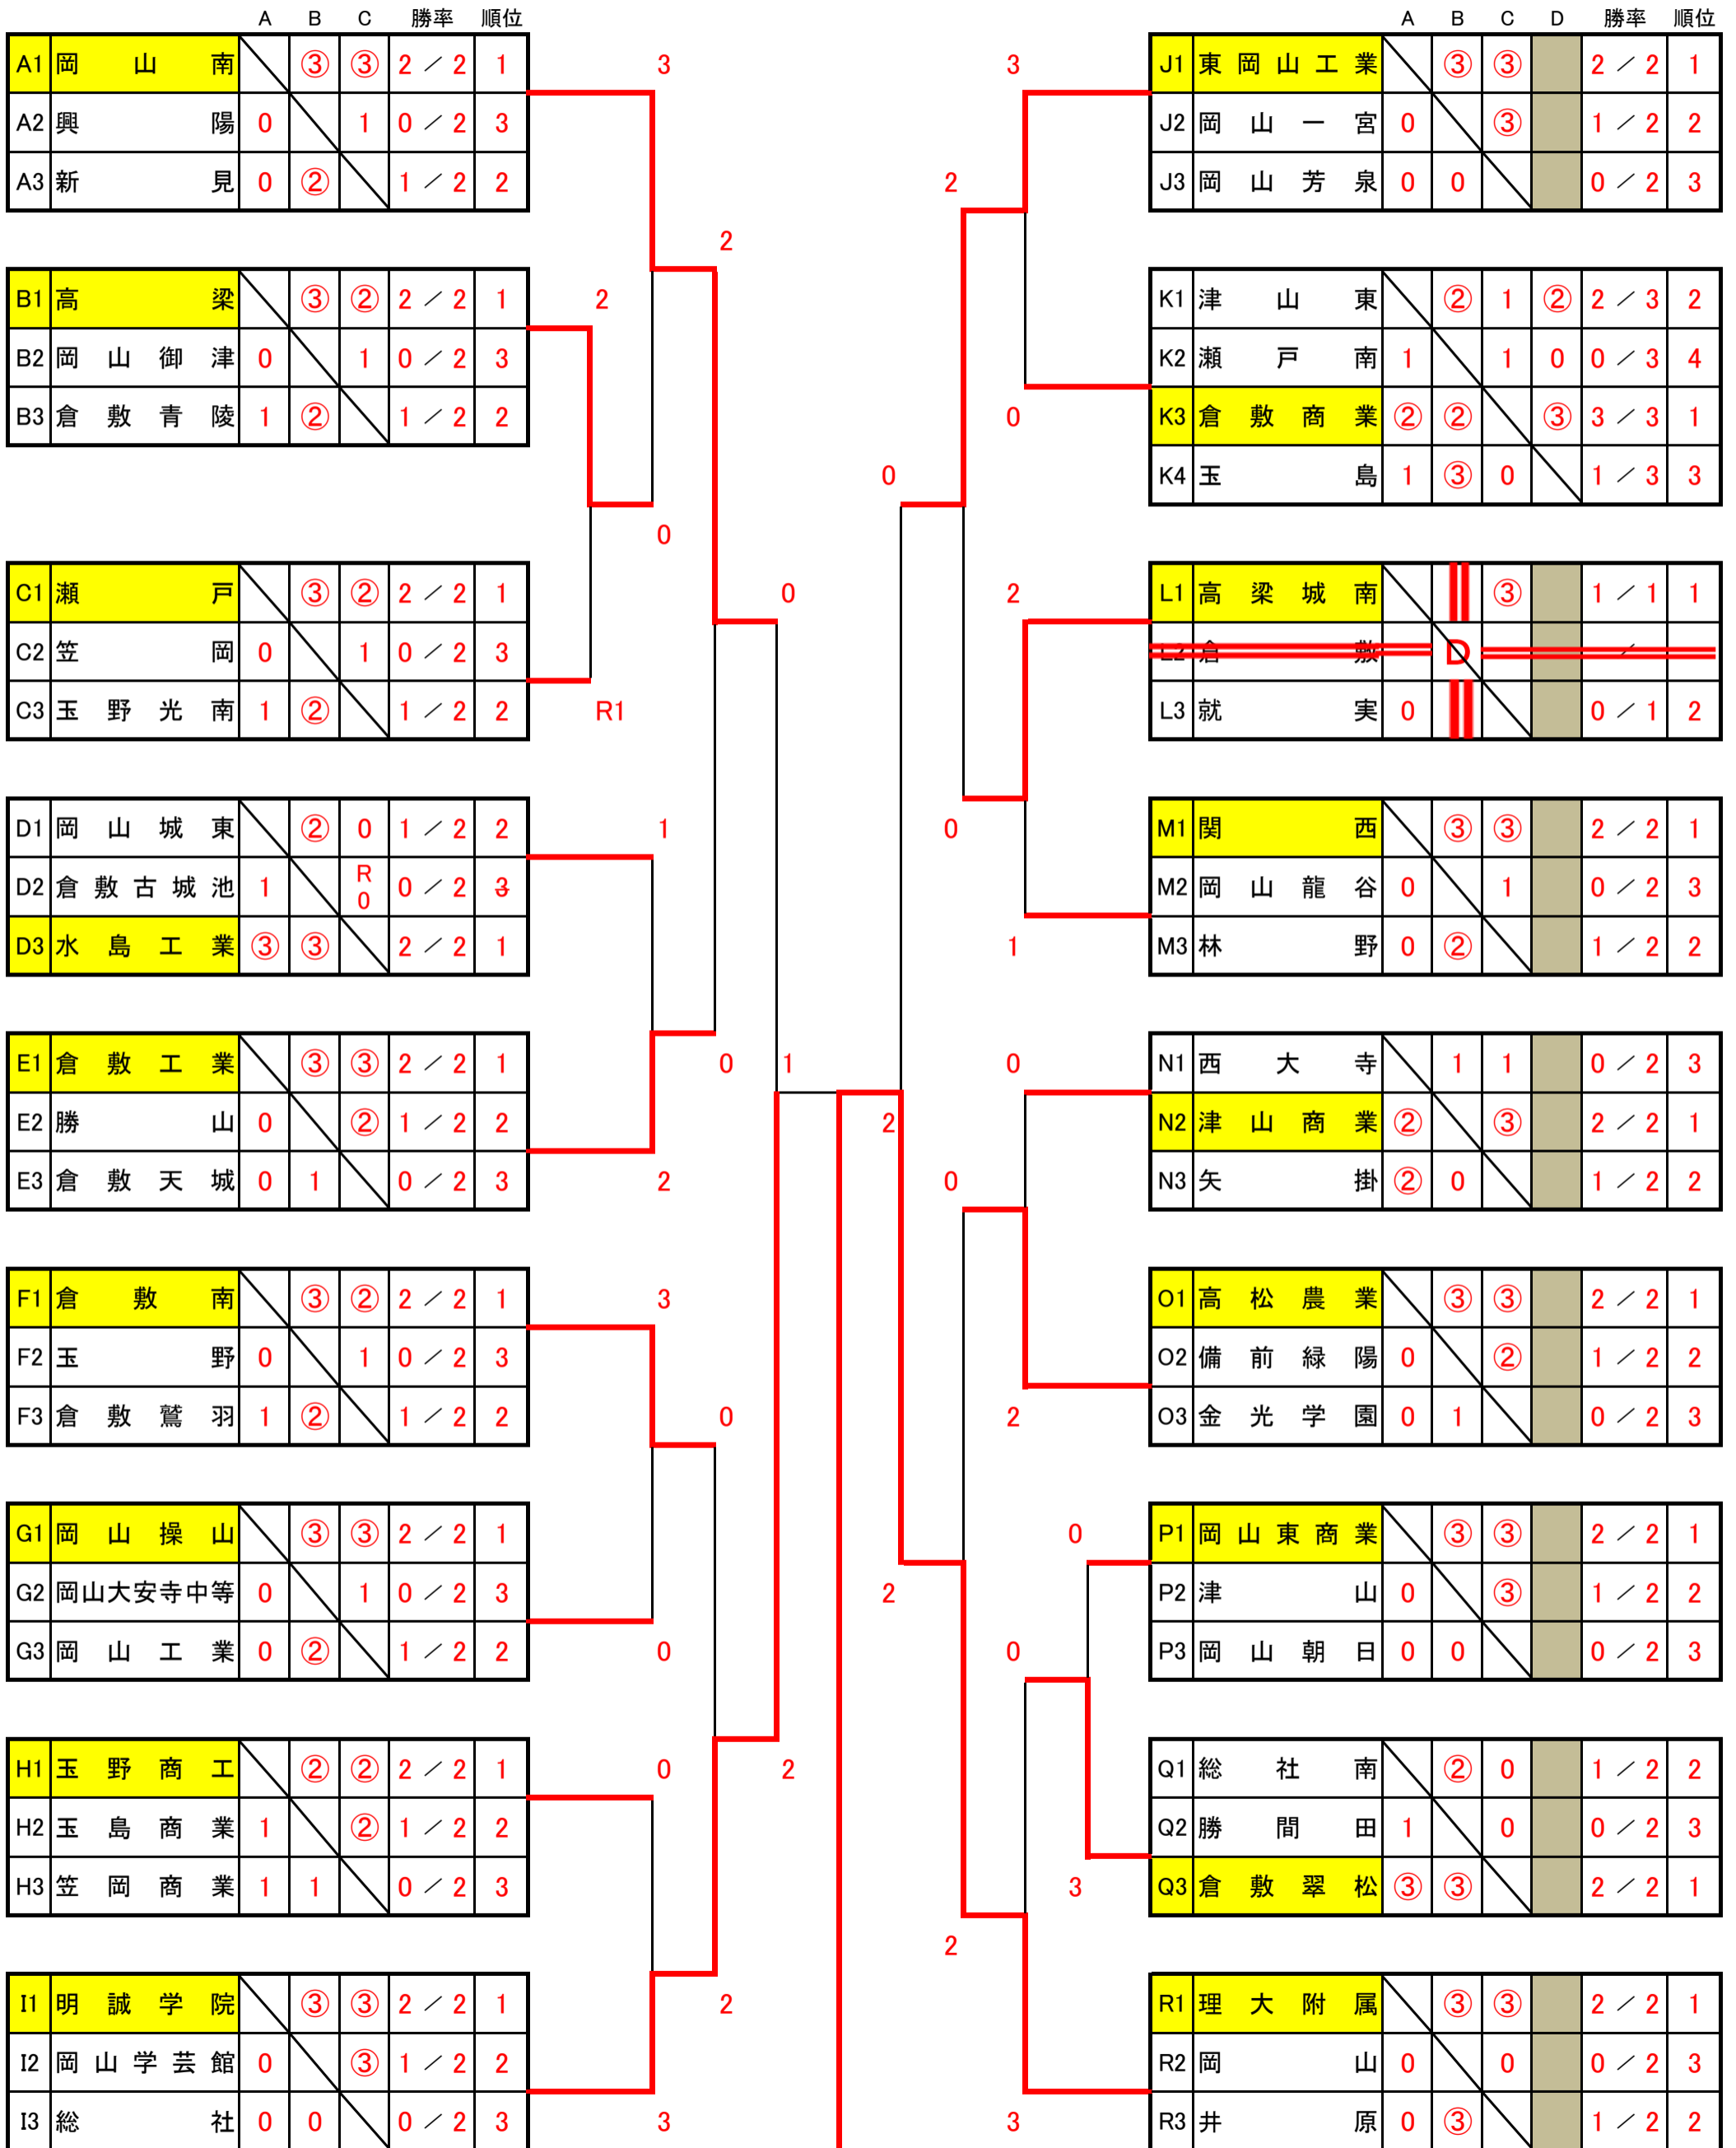 A B C 勝率 順位
A1 岡山南 ③ ③ 2／2 1
A2 興陽 0 1 0／2 3
A3 新見 0 ② 1／2 2
B1 高梁 ③ ② 2／2 1
B2 岡山御津 0 1 0／2 3
B3 倉敷青陵 1 ② 1／2 2
C1 瀬戸 ③ ② 2／2 1
C2 笠岡 0 1 0／2 3
C3 玉野光南 1 ② 1／2 2
D1 岡山城東 ② 0 1／2 2
D2 倉敷古城池 1 R0 0／2 3
D3 水島工業 ③ ③ 2／2 1
E1 倉敷工業 ③ ③ 2／2 1
E2 勝山 0 ② 1／2 2
E3 倉敷天城 0 1 0／2 3
F1 倉敷南 ③ ② 2／2 1
F2 玉野 0 1 0／2 3
F3 倉敷鷲羽 1 ② 1／2 2
G1 岡山操山 ③ ③ 2／2 1
G2 岡山大安寺中等 0 1 0／2 3
G3 岡山工業 0 ② 1／2 2
H1 玉野商工 ② ② 2／2 1
H2 玉島商業 1 ② 1／2 2
H3 笠岡商業 1 1 0／2 3
I1 明誠学院 ③ ③ 2／2 1
I2 岡山学芸館 0 ③ 1／2 2
I3 総社 0 0 0／2 3
3
2
2
0
0
R1
1
0 1
2
3
0
0
0 2
2
3
3
2
0
0
2
0
1
0
2
0
2
0
2
0
3
2
3
A B C D 勝率 順位
J1 東岡山工業 ③ ③ 2／2 1
J2 岡山一宮 0 ③ 1／2 2
J3 岡山芳泉 0 0 0／2 3
K1 津山東 ② 1 ② 2／3 2
K2 瀬戸南 1 1 0 0／3 4
K3 倉敷商業 ② ② ③ 3／3 1
K4 玉島 1 ③ 0 1／3 3
L1 高梁城南 ③ 1／1 1
L2 倉敷 D ／
L3 就実 0 0／1 2
M1 関西 ③ ③ 2／2 1
M2 岡山龍谷 0 1 0／2 3
M3 林野 0 ② 1／2 2
N1 西大寺 1 1 0／2 3
N2 津山商業 ② ③ 2／2 1
N3 矢掛 ② 0 1／2 2
O1 高松農業 ③ ③ 2／2 1
O2 備前緑陽 0 ② 1／2 2
O3 金光学園 0 1 0／2 3
P1 岡山東商業 ③ ③ 2／2 1
P2 津山 0 ③ 1／2 2
P3 岡山朝日 0 0 0／2 3
Q1 総社南 ② 0 1／2 2
Q2 勝間田 1 0 0／2 3
Q3 倉敷翠松 ③ ③ 2／2 1
R1 理大附属 ③ ③ 2／2 1
R2 岡山 0 0 0／2 3
R3 井原 0 ③ 1／2 2